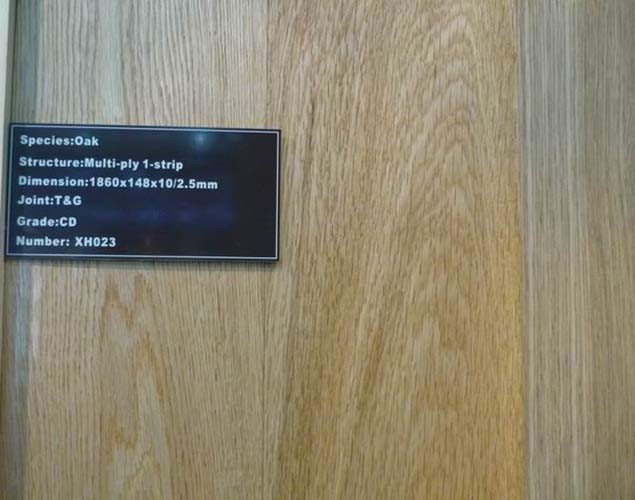 Species:Oak
Structure:Multi-ply 1-strip
Dimension:1860x148x10/2.5mm
Joint:T&G
Grade:CD
Number: XH023